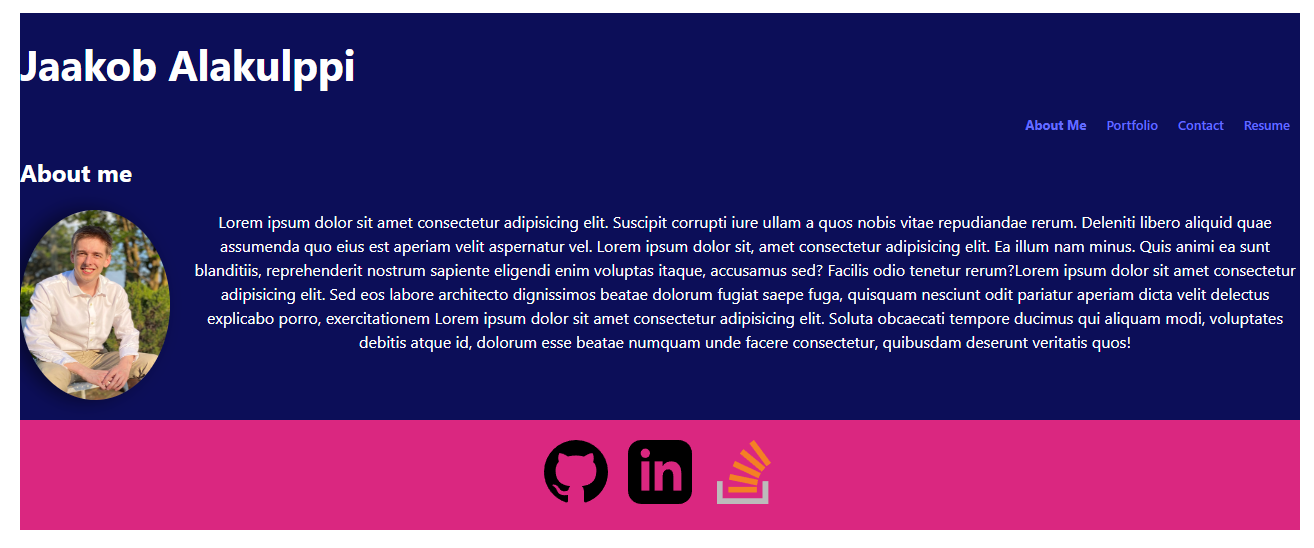 Jaakob Alakulppi
About Me Portfolio Contact Resume
About me
Lorem ipsum dolor sit amet consectetur adipisicing elit. Suscipit corrupti iure ullam a quos nobis vitae repudiandae rerum. Deleniti libero aliquid quae
assumenda quo eius est aperiam velit aspernatur vel. Lorem ipsum dolor sit, amet consectetur adipisicing elit. Ea illum nam minus. Quis animi ea sunt
blanditiis, reprehenderit nostrum sapiente eligendi enim voluptas itaque, accusamus sed? Facilis odio tenetur rerum?Lorem ipsum dolor sit amet consectetur
adipisicing elit. Sed eos labore architecto dignissimos beatae dolorum fugiat saepe fuga, quisquam nesciunt odit pariatur aperiam dicta velit delectus
explicabo porro, exercitationem Lorem ipsum dolor sit amet consectetur adipisicing elit. Soluta obcaecati tempore ducimus qui aliquam modi, voluptates
debitis atque id, dolorum esse beatae numquam unde facere consectetur, quibusdam deserunt veritatis quos!
in